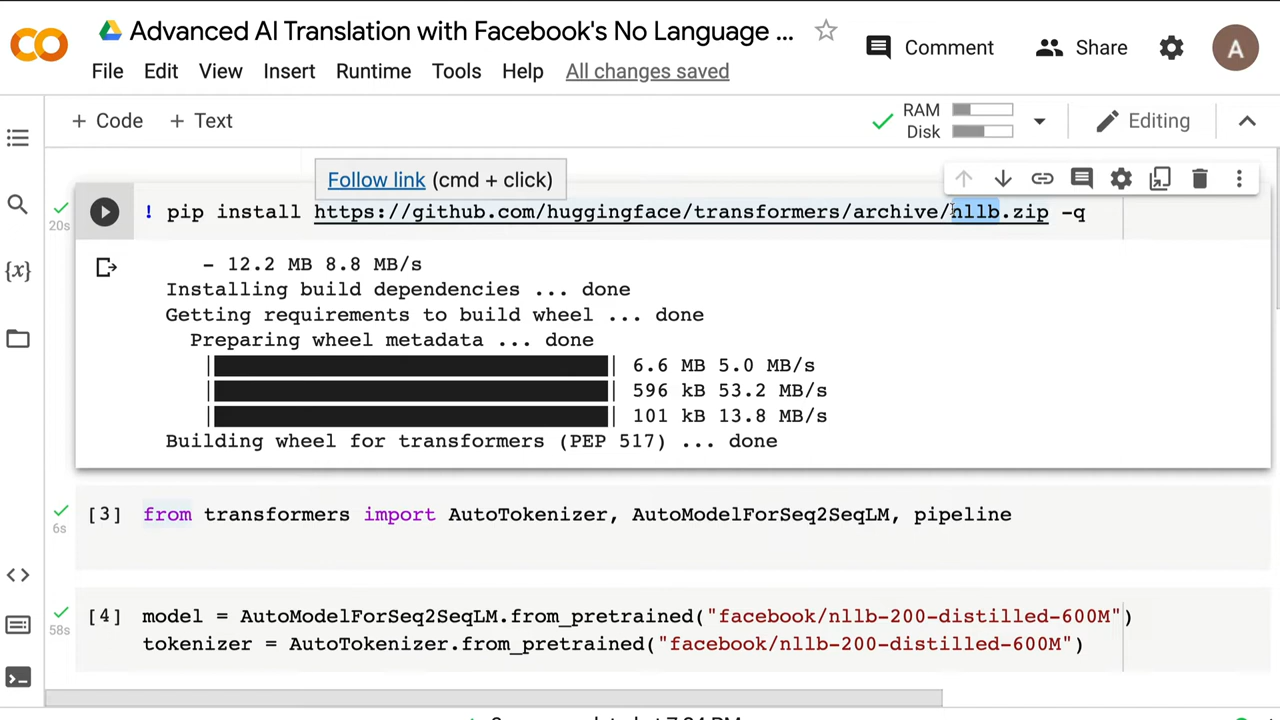 Advanced AI Translation with Facebook's No Language ...
Comment
Share
A
File Edit View Insert Runtime Tools Help All changes saved
+ Code + Text
RAM
Disk
Editing
Follow link (cmd + click)
! pip install https://github.com/huggingface/transformers/archive/nllb.zip -q
20s
{x}
- 12.2 MB 8.8 MB/s
Installing build dependencies ... done
Getting requirements to build wheel ... done
Preparing wheel metadata ... done
6.6 MB 5.0 MB/s
596 kB 53.2 MB/s
101 kB 13.8 MB/s
Building wheel for transformers (PEP 517) ... done
[3] from transformers import AutoTokenizer, AutoModelForSeq2SeqLM, pipeline
6s
[4] model = AutoModelForSeq2SeqLM.from_pretrained("facebook/nllb-200-distilled-600M")
58s
tokenizer = AutoTokenizer.from_pretrained("facebook/nllb-200-distilled-600M")